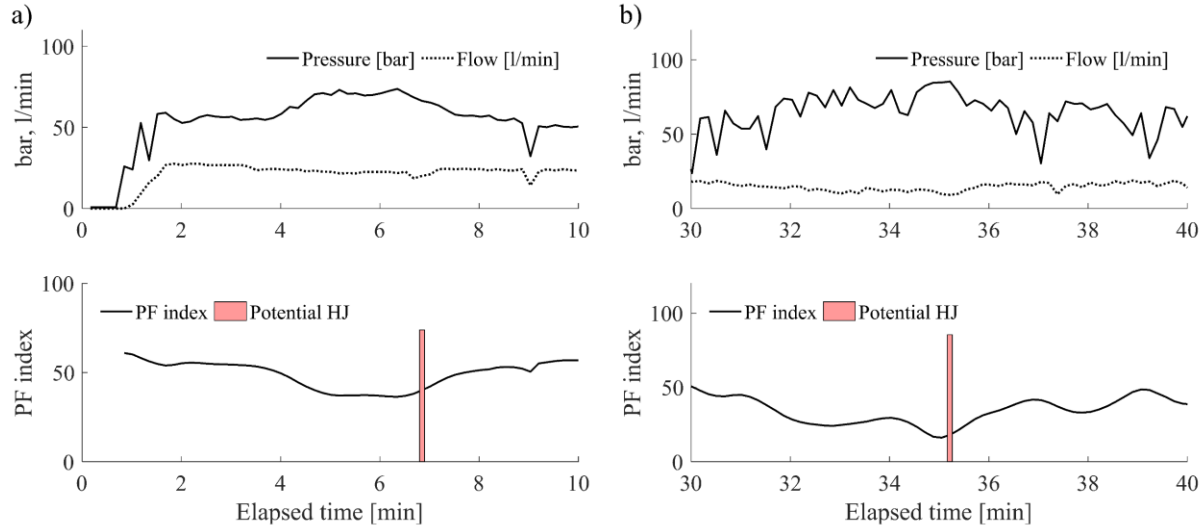 a)
100
50
0
bar, l/min
Pressure [bar] Flow [l/min]
0 2 4 6 8 10
100
50
0
PF index
PF index Potential HJ
0 2 4 6 8 10
Elapsed time [min]
b)
100
50
0
bar, l/min
Pressure [bar] Flow [l/min]
30 32 34 36 38 40
100
50
0
PF index
PF index Potential HJ
30 32 34 36 38 40
Elapsed time [min]